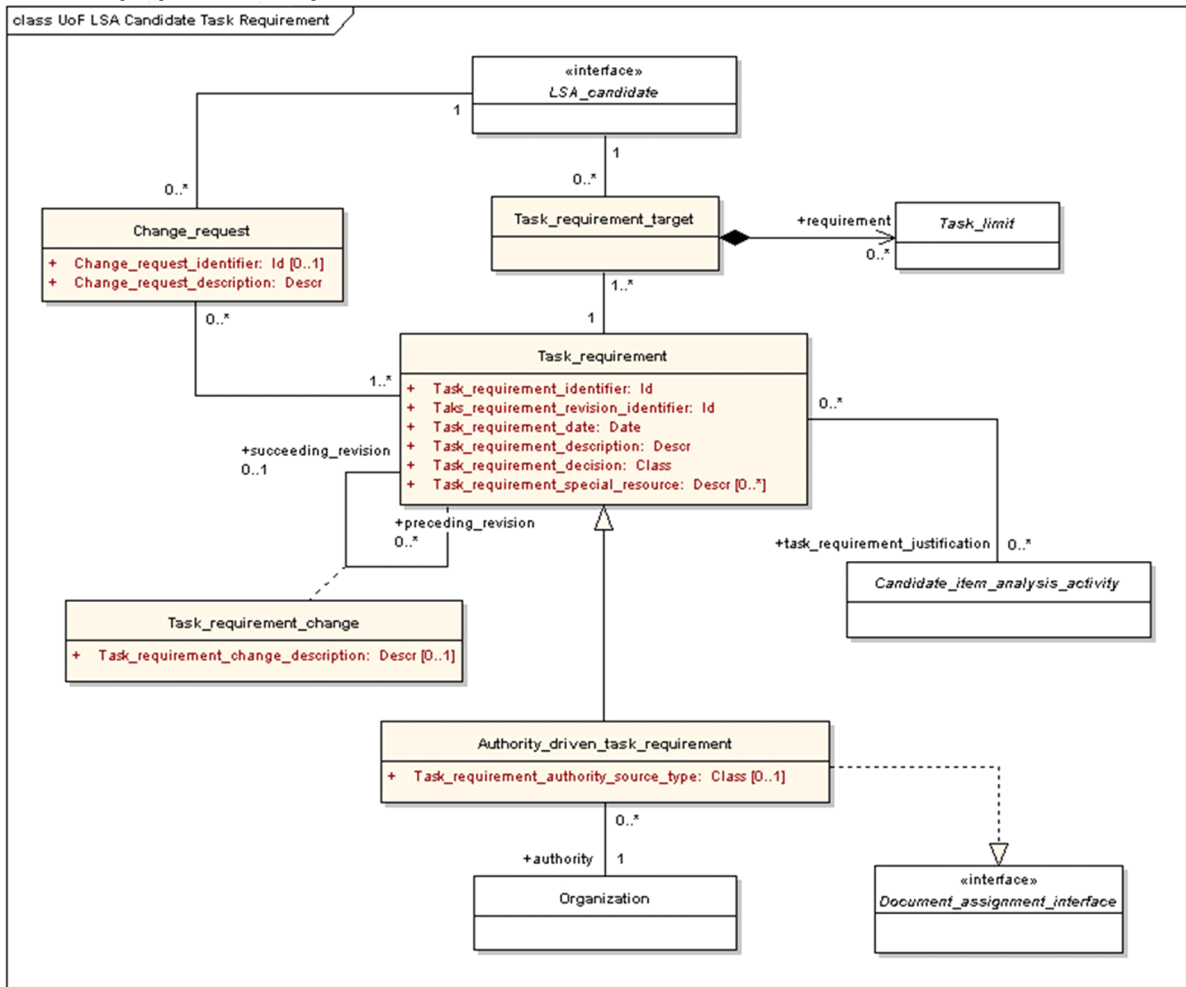 class UoF LSA Candidate Task Requirement
«interface»
LSA_candidate
1
1
0..*
0..*
Task_requirement_target
+requirement
0..*
Task_limit
Change_request
+ Change_request_identifier: Id [0..1]
+ Change_request_description: Descr
0..*
1..*
1
Task_requirement
+ Task_requirement_identifier: Id
+ Taks_requirement_revision_identifier: Id
+ Task_requirement_date: Date
+ Task_requirement_description: Descr
+ Task_requirement_decision: Class
+ Task_requirement_special_resource: Descr [0..*]
1..*
0..*
+succeeding_revision
0..1
+preceding_revision
0..*
+task_requirement_justification
0..*
Candidate_item_analysis_activity
Task_requirement_change
+ Task_requirement_change_description: Descr [0..1]
Authority_driven_task_requirement
+ Task_requirement_authority_source_type: Class [0..1]
0..*
+authority
1
Organization
«interface»
Document_assignment_interface